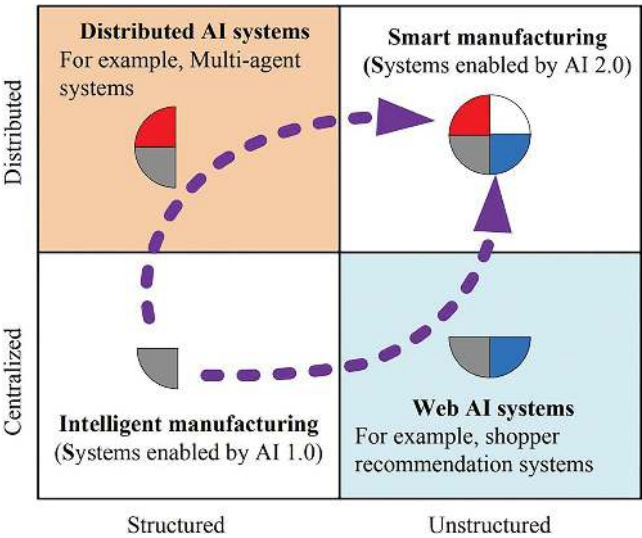 Distributed AI systems
For example, Multi-agent
systems
Smart manufacturing
(Systems enabled by AI 2.0)
Distributed
Centralized
Intelligent manufacturing
(Systems enabled by AI 1.0)
Web AI systems
For example, shopper
recommendation systems
Structured
Unstructured